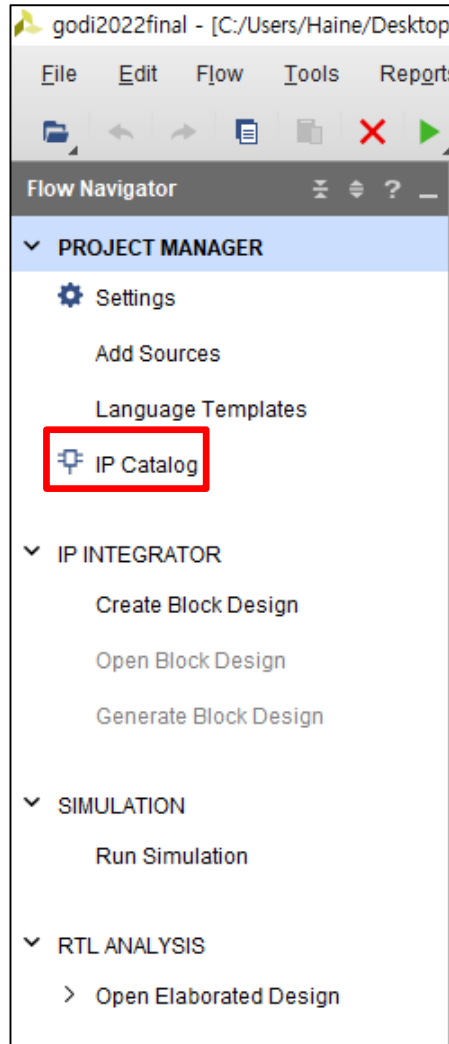 godi2022final - [C:/Users/Haine/Desktop
File Edit Flow Tools Reports
Flow Navigator ? _
PROJECT MANAGER
Settings
Add Sources
Language Templates
IP Catalog
IP INTEGRATOR
Create Block Design
Open Block Design
Generate Block Design
SIMULATION
Run Simulation
RTL ANALYSIS
Open Elaborated Design